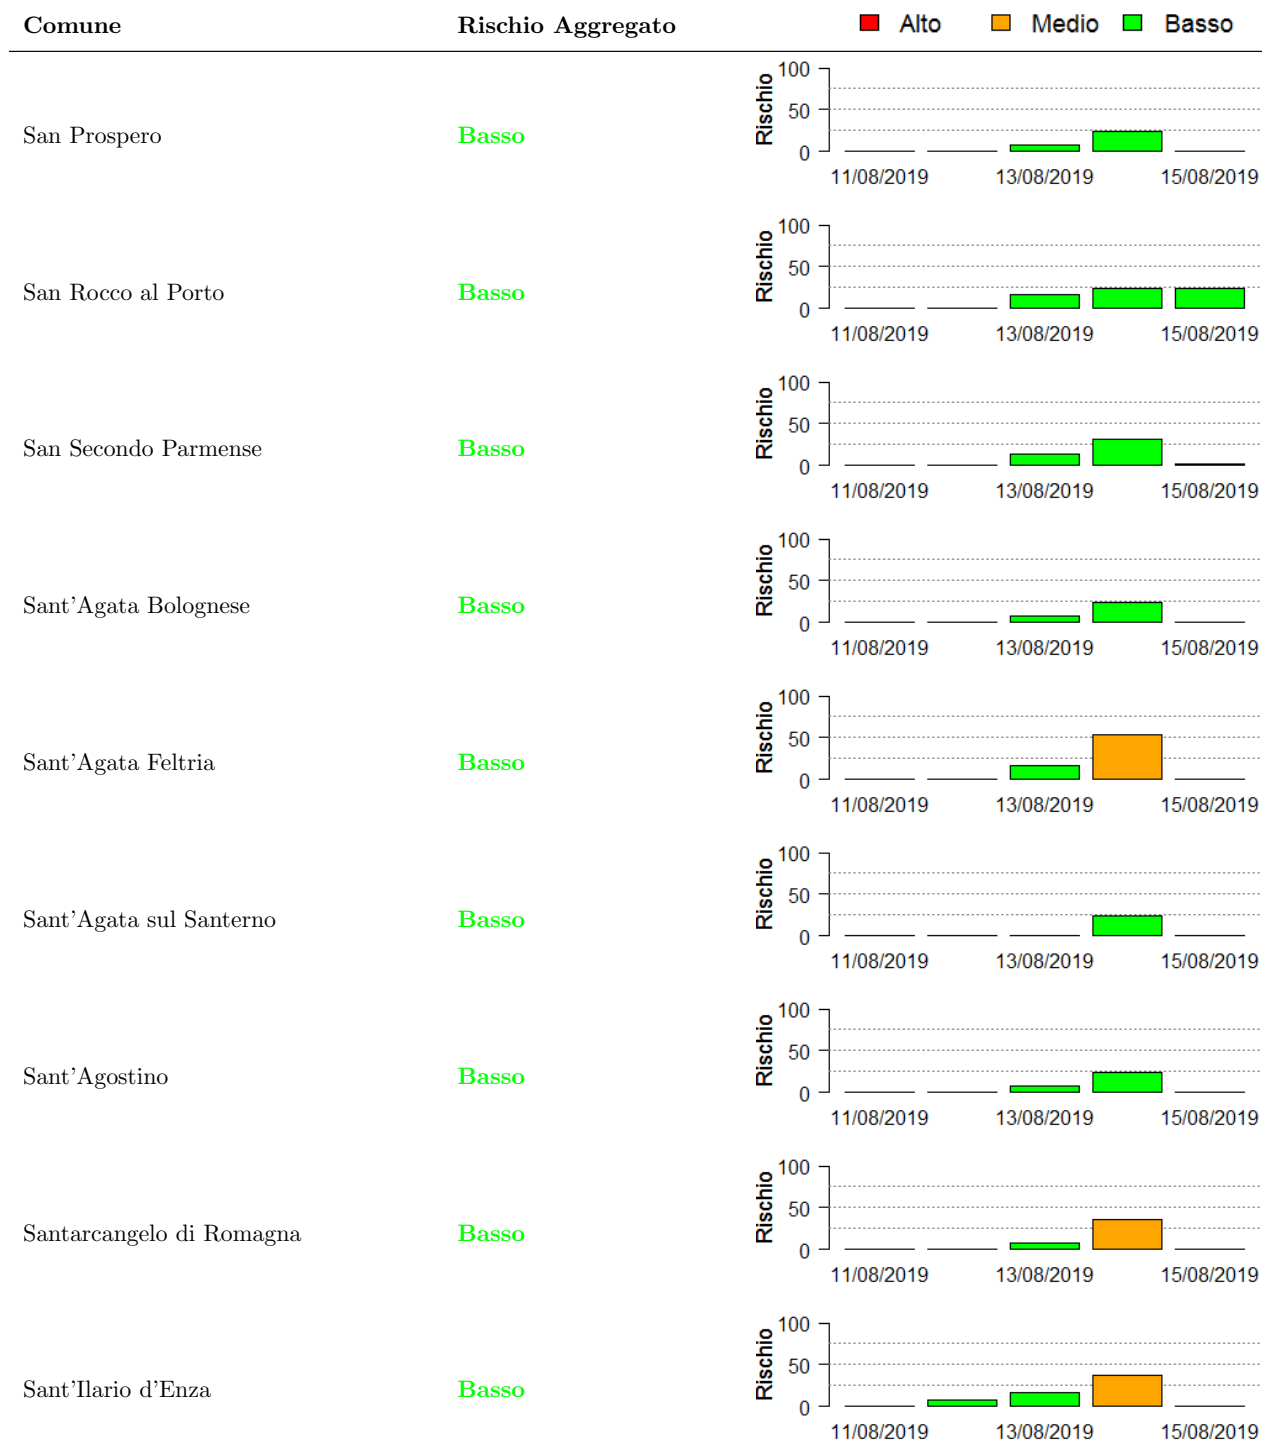 Comune Rischio Aggregato Alto Medio Basso
San Prospero Basso Rischio 100 50 0
11/08/2019 13/08/2019 15/08/2019
San Rocco al Porto Basso Rischio 100 50 0
11/08/2019 13/08/2019 15/08/2019
San Secondo Parmense Basso Rischio 100 50 0
11/08/2019 13/08/2019 15/08/2019
Sant'Agata Bolognese Basso Rischio 100 50 0
11/08/2019 13/08/2019 15/08/2019
Sant'Agata Feltria Basso Rischio 100 50 0
11/08/2019 13/08/2019 15/08/2019
Sant'Agata sul Santerno Basso Rischio 100 50 0
11/08/2019 13/08/2019 15/08/2019
Sant'Agostino Basso Rischio 100 50 0
11/08/2019 13/08/2019 15/08/2019
Santarcangelo di Romagna Basso Rischio 100 50 0
11/08/2019 13/08/2019 15/08/2019
Sant'Ilario d'Enza Basso Rischio 100 50 0
11/08/2019 13/08/2019 15/08/2019